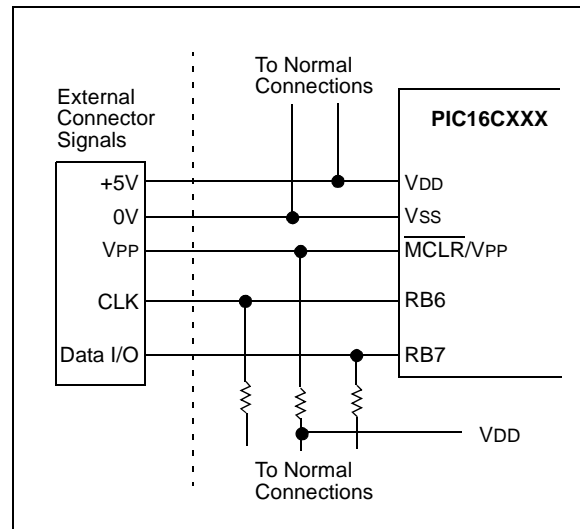 To Normal
Connections
External
Connector
Signals
PIC16CXXX
+5V
VDD
0V
VSS
VPP
MCLR/VPP
CLK
RB6
Data I/O
RB7
VDD
To Normal
Connections